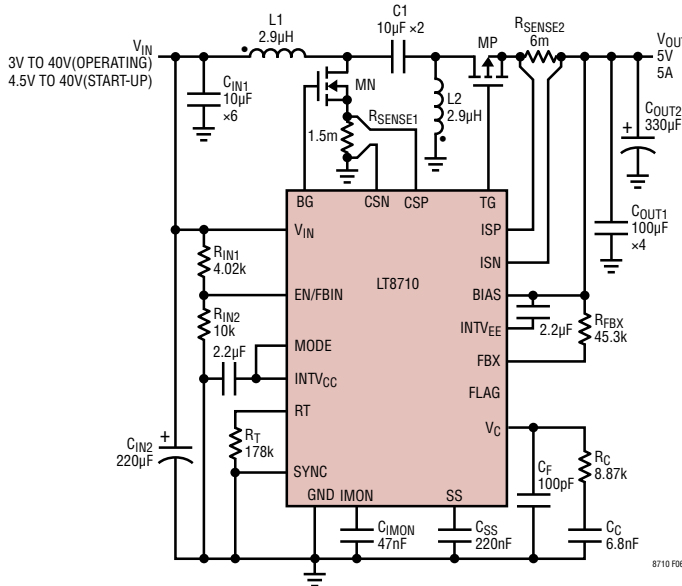 L1
2.9µH
C1
10µF ×2
MP
RSENSE2
6m
VIN
3V TO 40V(OPERATING)
4.5V TO 40V(START-UP)
VOUT
5V
5A
CIN1
10µF
×6
MN
RSENSE1
1.5m
L2
2.9µH
COUT2
330µF
COUT1
100µF
×4
BG
CSN
CSP
TG
VIN
ISP
ISN
RIN1
4.02k
EN/FBIN
LT8710
BIAS
RIN2
10k
INTVEE
2.2µF
RFBX
45.3k
MODE
2.2µF
INTVCC
FBX
FLAG
RT
VC
RT
178k
CIN2
220µF
SYNC
CF
100pF
RC
8.87k
GND
IMON
SS
CIMON
47nF
CSS
220nF
CC
6.8nF